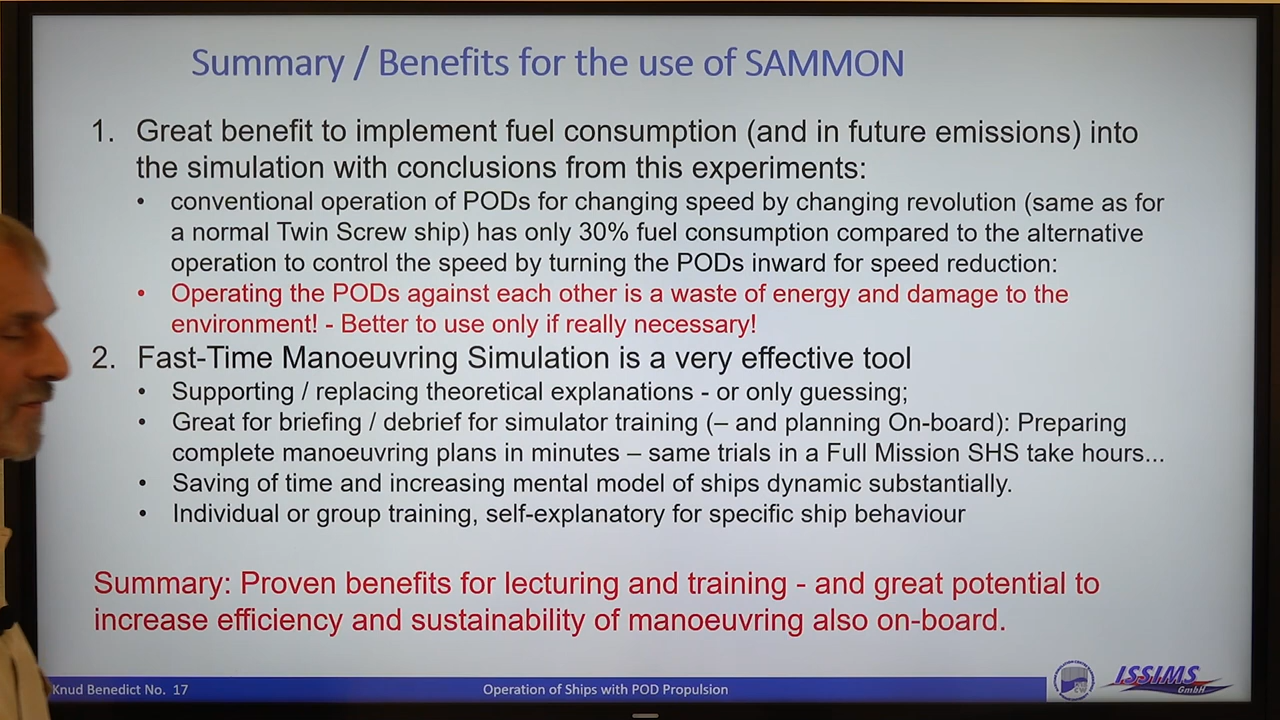 Summary / Benefits for the use of SAMMON
1. Great benefit to implement fuel consumption (and in future emissions) into
the simulation with conclusions from this experiments:
• conventional operation of PODs for changing speed by changing revolution (same as for
a normal Twin Screw ship) has only 30% fuel consumption compared to the alternative
operation to control the speed by turning the PODs inward for speed reduction:
• Operating the PODs against each other is a waste of energy and damage to the
environment! - Better to use only if really necessary!
2. Fast-Time Manoeuvring Simulation is a very effective tool
• Supporting / replacing theoretical explanations - or only guessing;
• Great for briefing / debrief for simulator training (– and planning On-board): Preparing
complete manoeuvring plans in minutes – same trials in a Full Mission SHS take hours...
• Saving of time and increasing mental model of ships dynamic substantially.
• Individual or group training, self-explanatory for specific ship behaviour
Summary: Proven benefits for lecturing and training - and great potential to
increase efficiency and sustainability of manoeuvring also on-board.
Knud Benedict No. 17
Operation of Ships with POD Propulsion
ISSIMS
GmbH